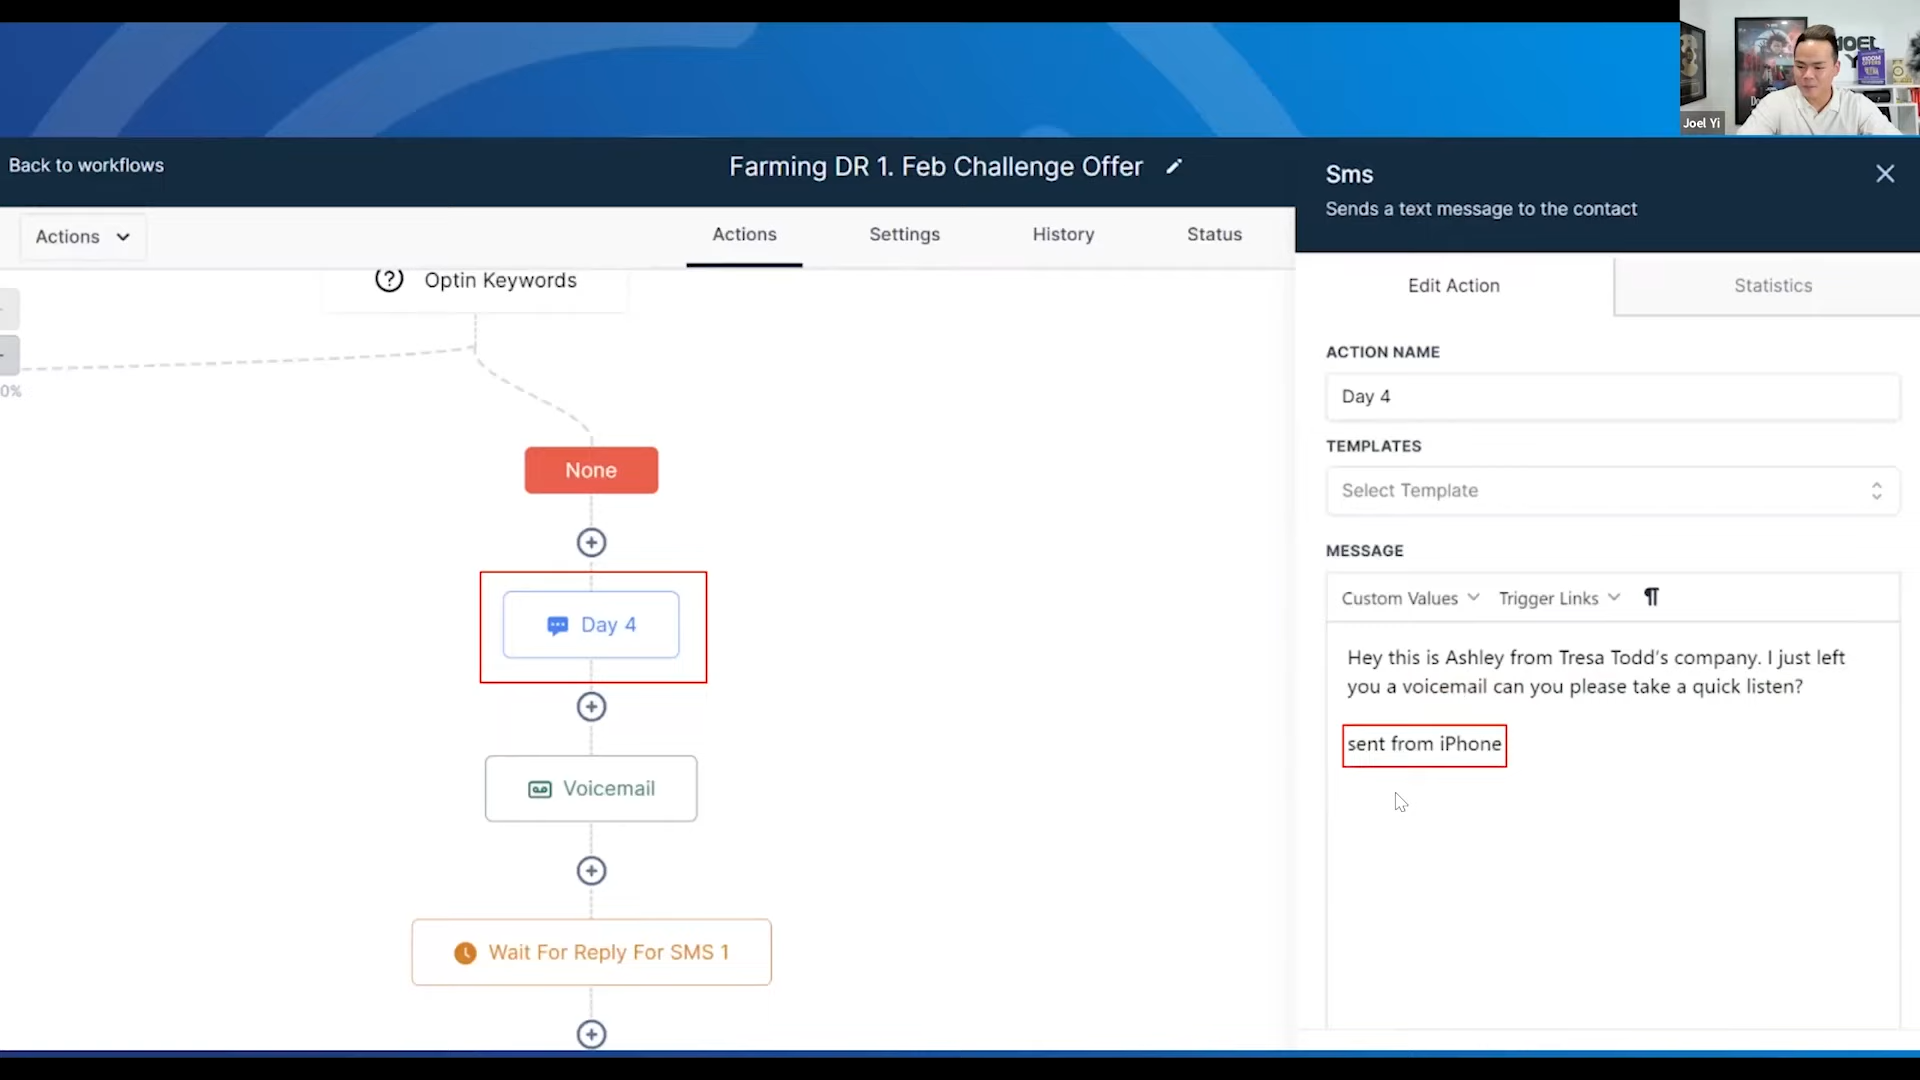 Joel Yi
Back to workflows
Farming DR 1. Feb Challenge Offer
Actions
Actions
Settings
History
Status
Optin Keywords
0%
None
Day 4
Voicemail
Wait For Reply For SMS 1
Sms
Sends a text message to the contact
Edit Action
Statistics
ACTION NAME
Day 4
TEMPLATES
Select Template
MESSAGE
Custom Values
Trigger Links
Hey this is Ashley from Tresa Todd's company. I just left
you a voicemail can you please take a quick listen?
sent from iPhone